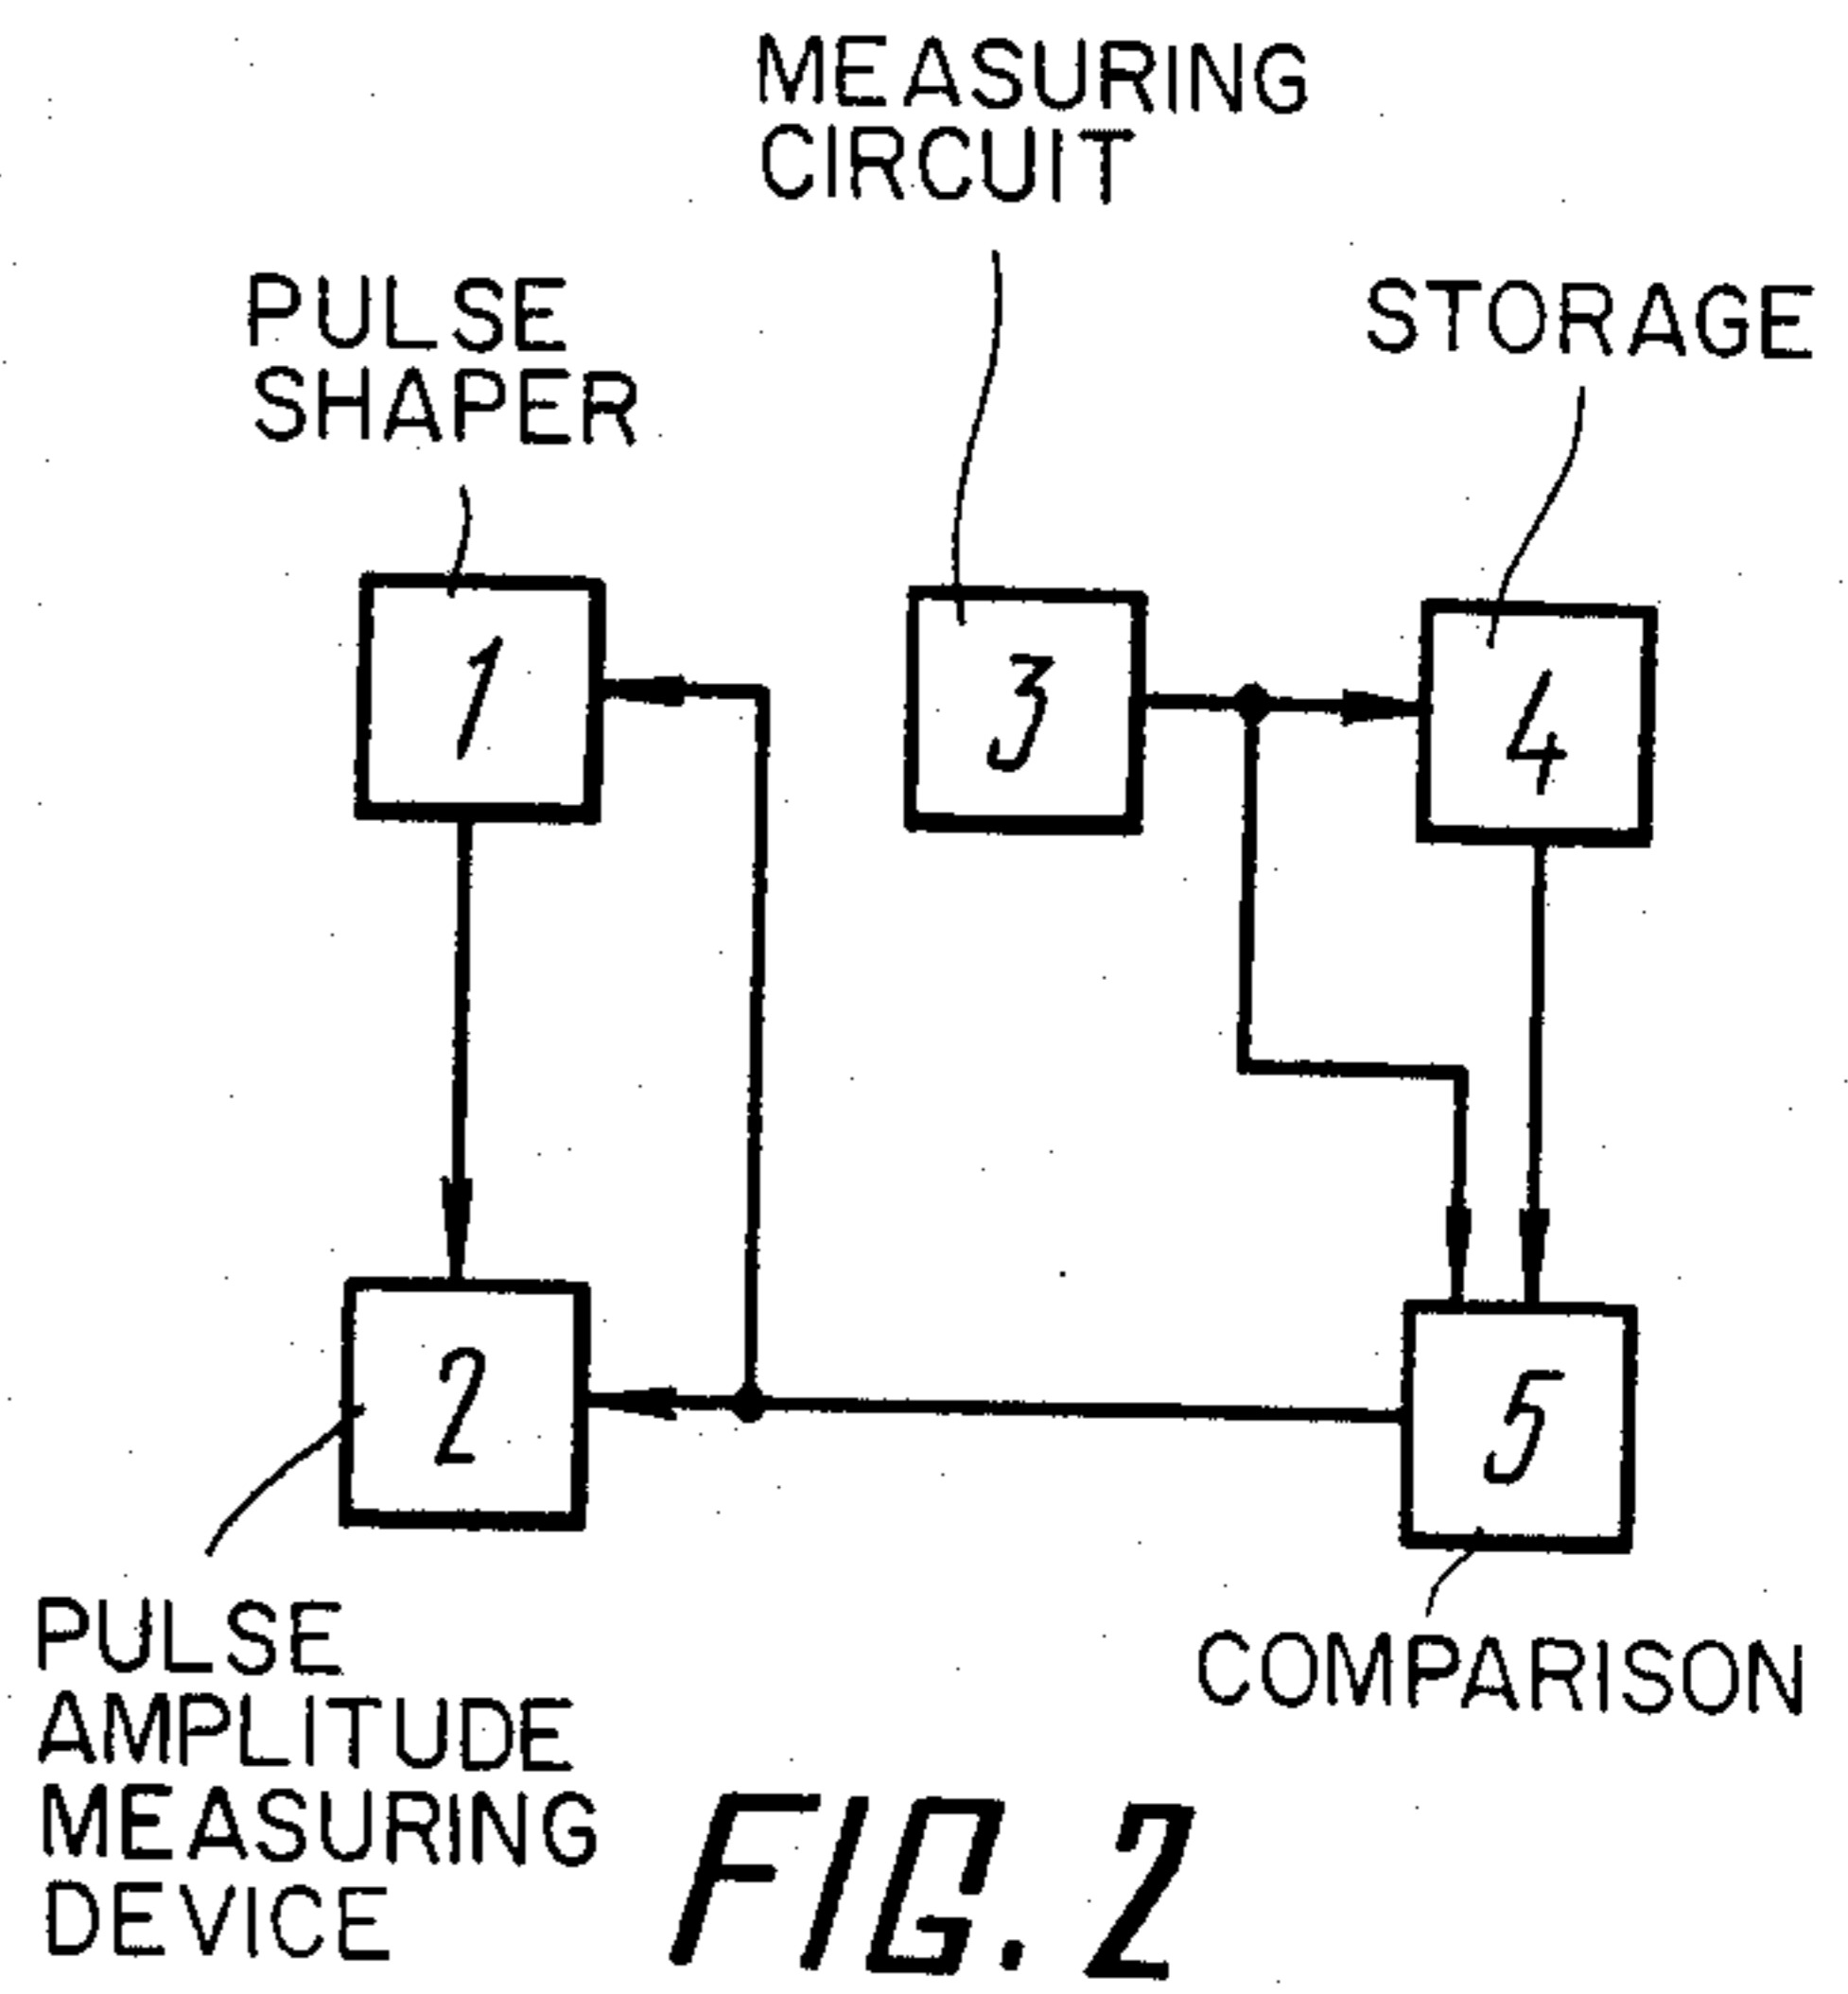 MEASURING
CIRCUIT
PULSE
SHAPER
STORAGE
1
3
4
2
5
PULSE
AMPLITUDE
MEASURING
DEVICE
COMPARISON
FIG. 2